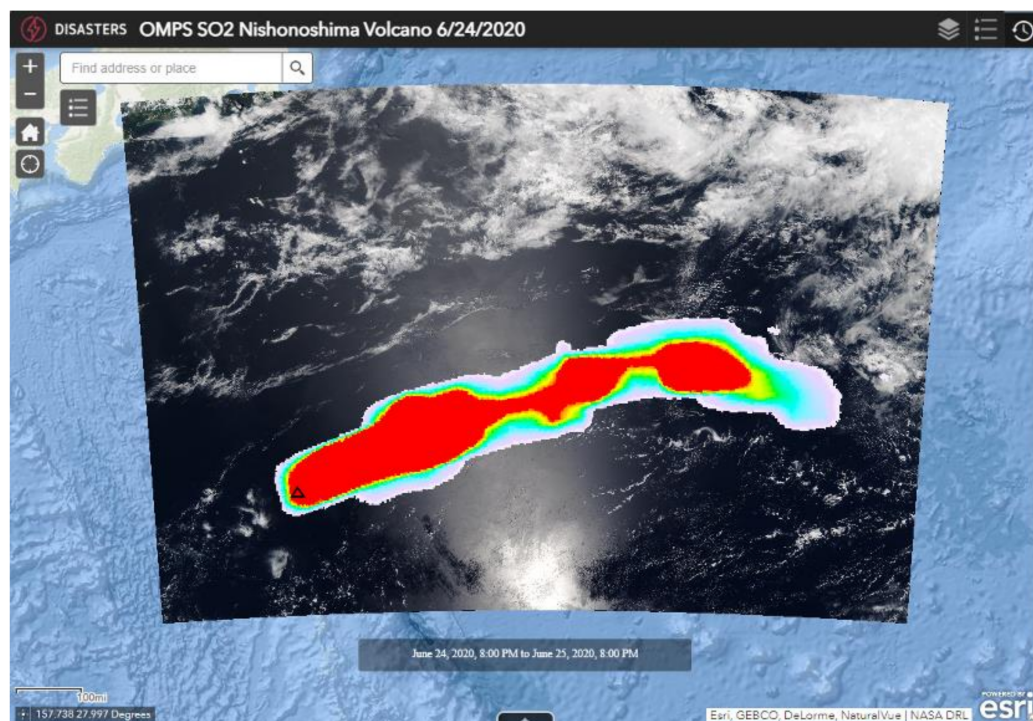 DISASTERS OMPS SO2 Nishonoshima Volcano 6/24/2020
+
Find address or place
−
June 24, 2020, 8:00 PM to June 25, 2020, 8:00 PM
100mi
157.738 27.997 Degrees
Esri, GEBCO, DeLorme, NaturalVue | NASA DRL
POWERED BY
esri